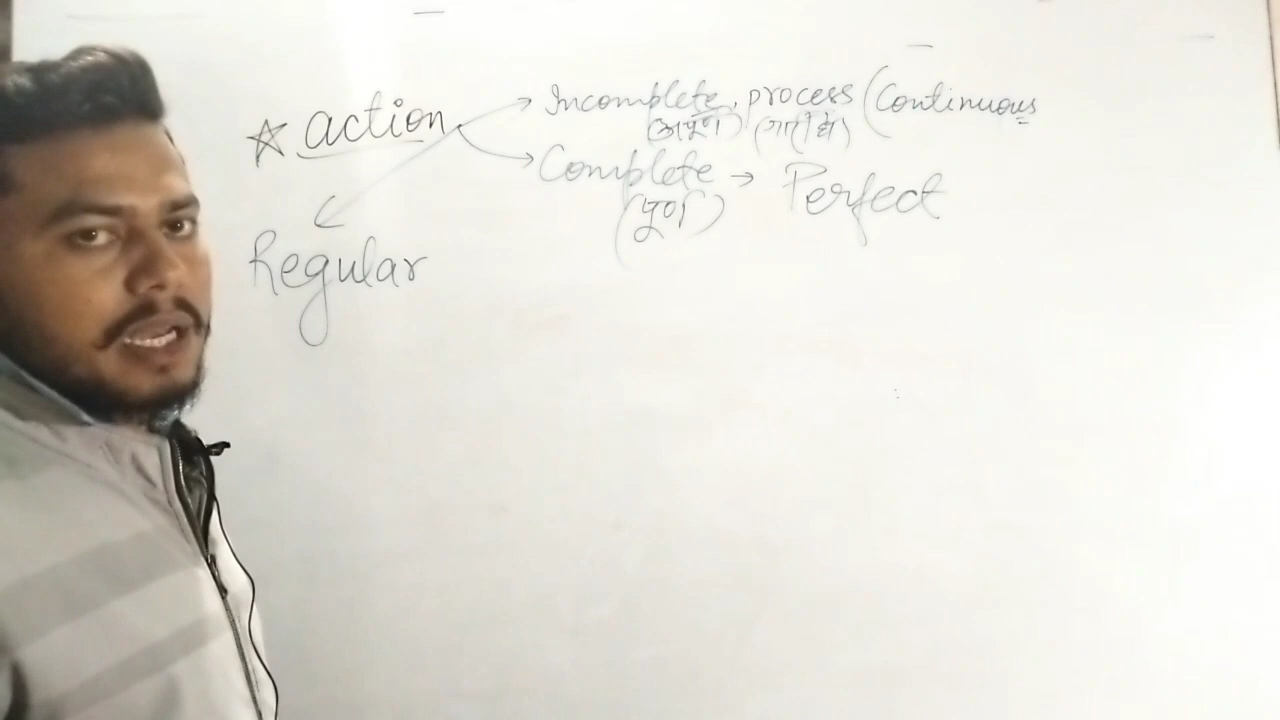 ☆ action → Incomplete, process (Continuous
(अपूर्ण) (जारी है)
→ Complete → Perfect
(पूर्ण)
Regular